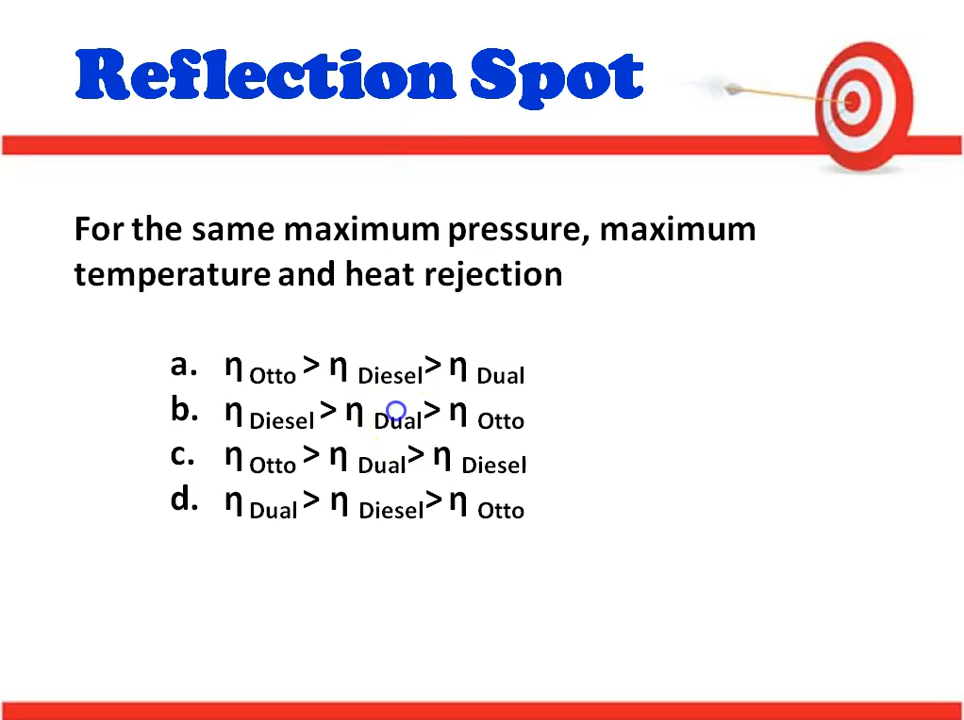 Reflection Spot
For the same maximum pressure, maximum
temperature and heat rejection
a. η Otto > η Diesel> η Dual
b. η Diesel > η Dual> η Otto
c. η Otto > η Dual> η Diesel
d. η Dual > η Diesel> η Otto